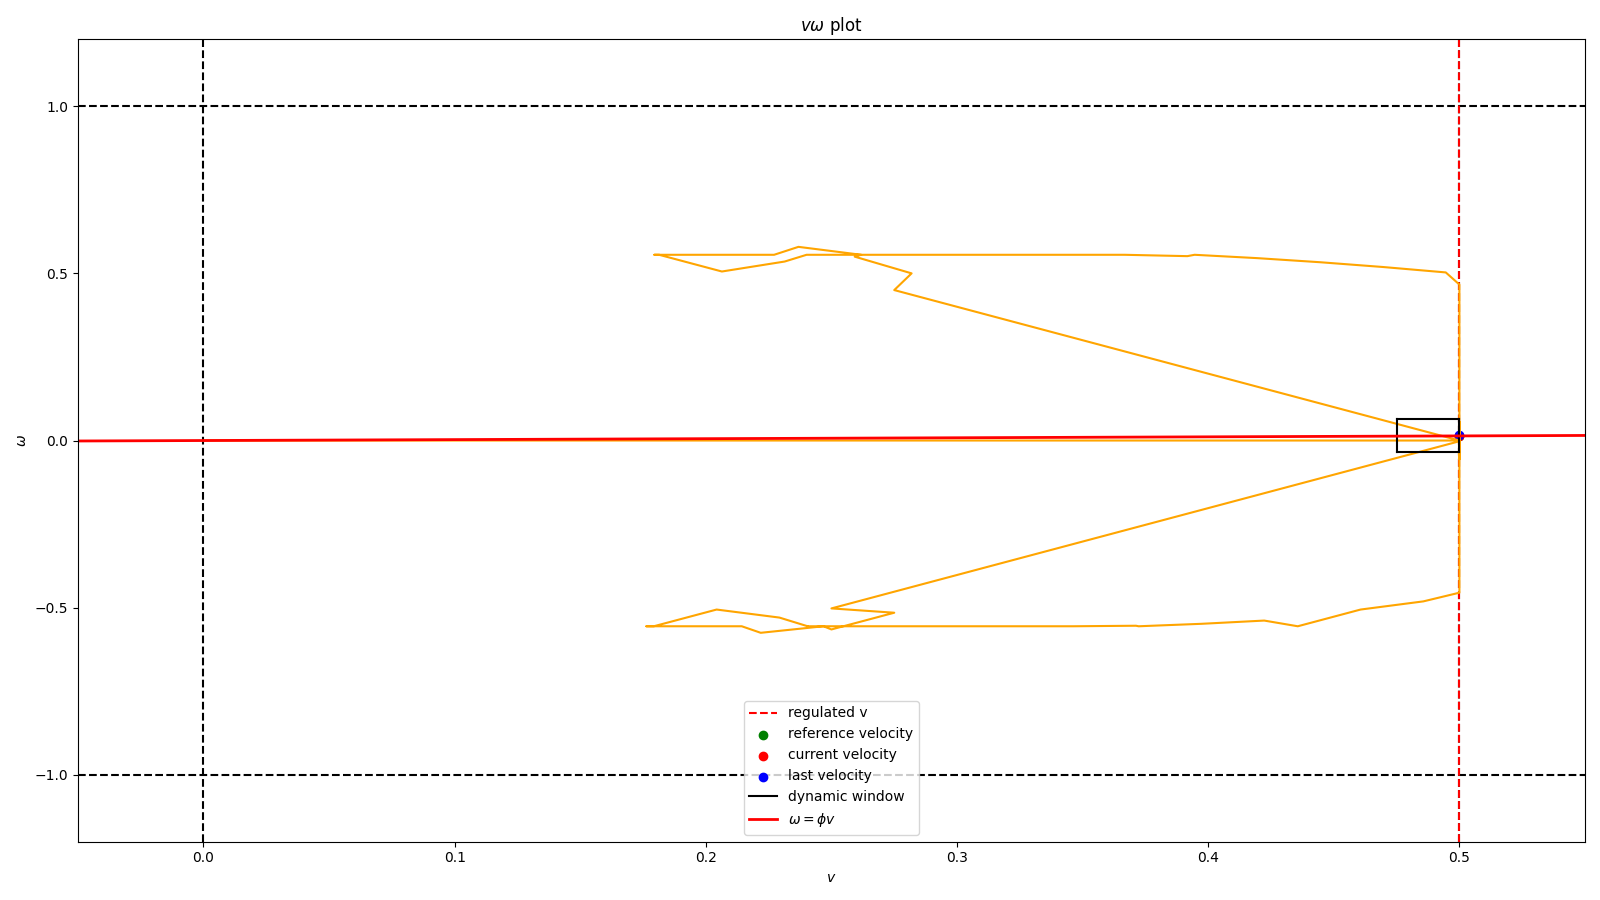 vω plot
1.0
0.5
0.0
−0.5
−1.0
ω
regulated v
reference velocity
current velocity
last velocity
dynamic window
ω = ϕv
0.0 0.1 0.2 0.3 0.4 0.5
v